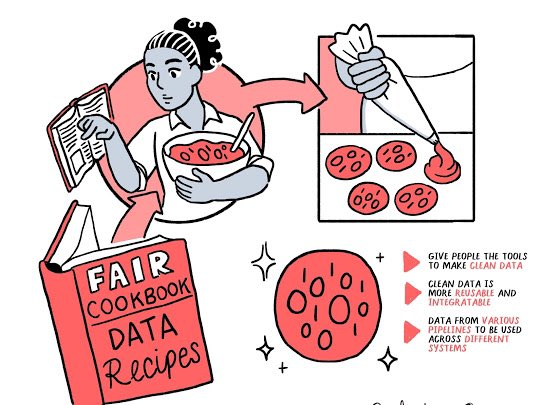 FAIR
COOKBOOK
DATA
Recipes
GIVE PEOPLE THE TOOLS
TO MAKE CLEAN DATA
CLEAN DATA IS
MORE REUSABLE AND
INTEGRATABLE
DATA FROM VARIOUS
PIPELINES TO BE USED
ACROSS DIFFERENT
SYSTEMS